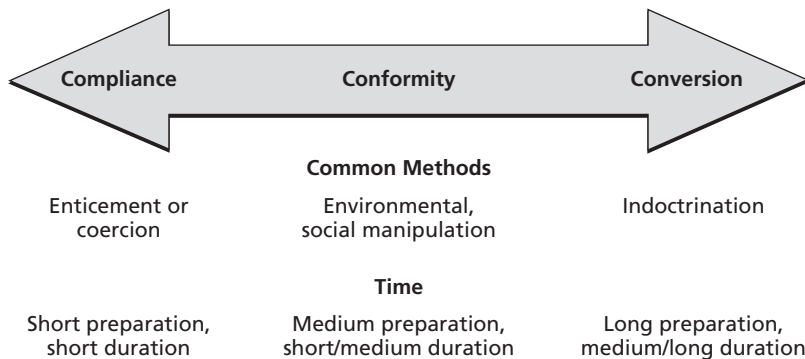 Compliance Conformity Conversion
Common Methods
Enticement or Environmental, Indoctrination
coercion social manipulation
Time
Short preparation, Medium preparation, Long preparation,
short duration short/medium duration medium/long duration